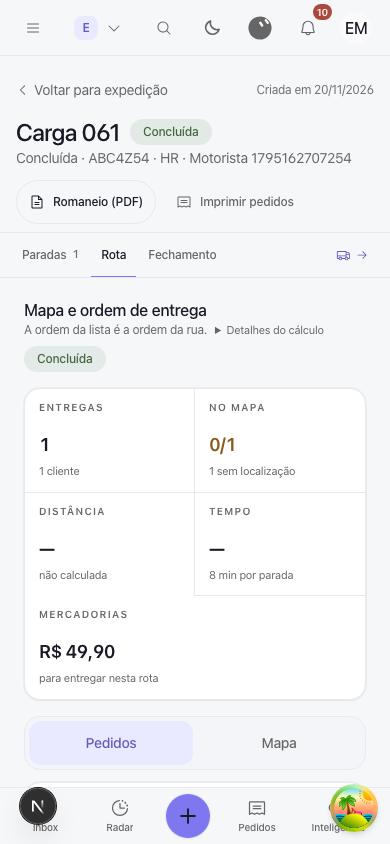 E
10
EM
Voltar para expedição
Criada em 20/11/2026
Carga 061
Concluída
Concluída · ABC4Z54 · HR · Motorista 1795162707254
Romaneio (PDF)
Imprimir pedidos
Paradas 1
Rota
Fechamento
Mapa e ordem de entrega
A ordem da lista é a ordem da rua.
Detalhes do cálculo
Concluída
ENTREGAS
1
1 cliente
NO MAPA
0/1
1 sem localização
DISTÂNCIA
—
não calculada
TEMPO
—
8 min por parada
MERCADORIAS
R$ 49,90
para entregar nesta rota
Pedidos
Mapa
N
Inbox
Radar
Pedidos